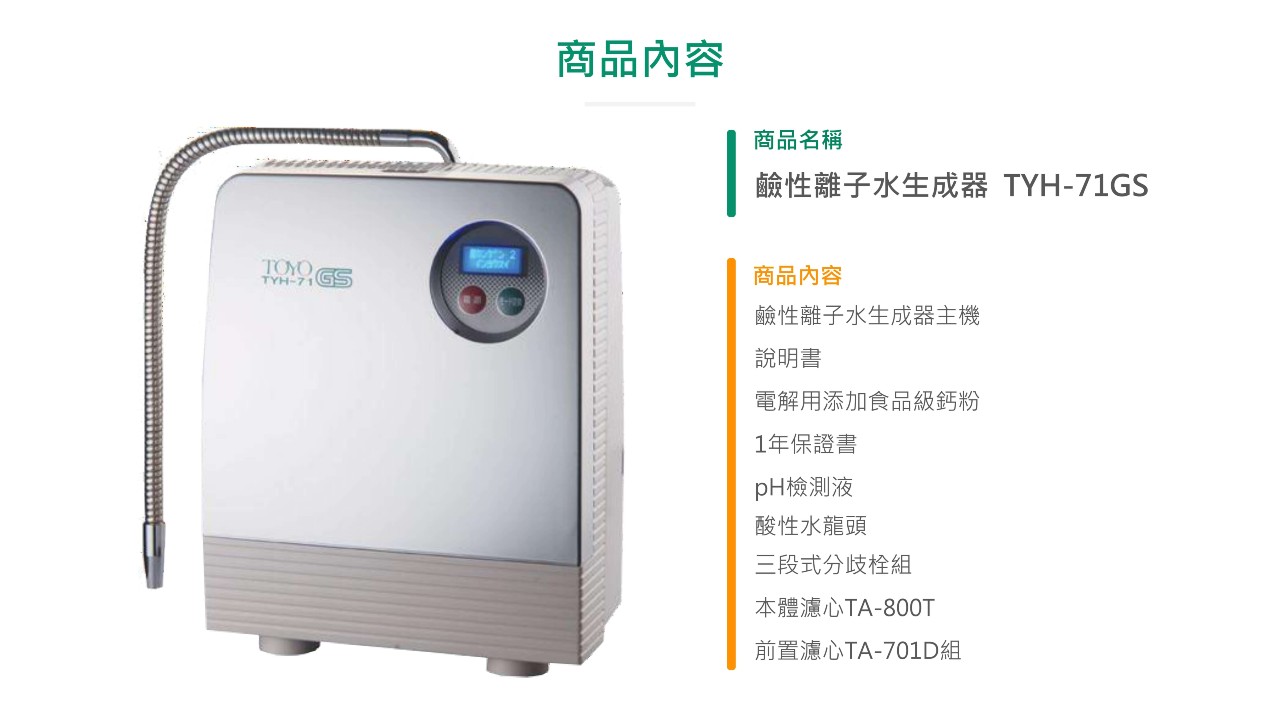 商品內容
商品名稱
鹼性離子水生成器 TYH-71GS
TOYO
TYH-71 GS
商品內容
鹼性離子水生成器主機
說明書
電解用添加食品級鈣粉
1年保證書
pH檢測液
酸性水龍頭
三段式分歧栓組
本體濾心TA-800T
前置濾心TA-701D組